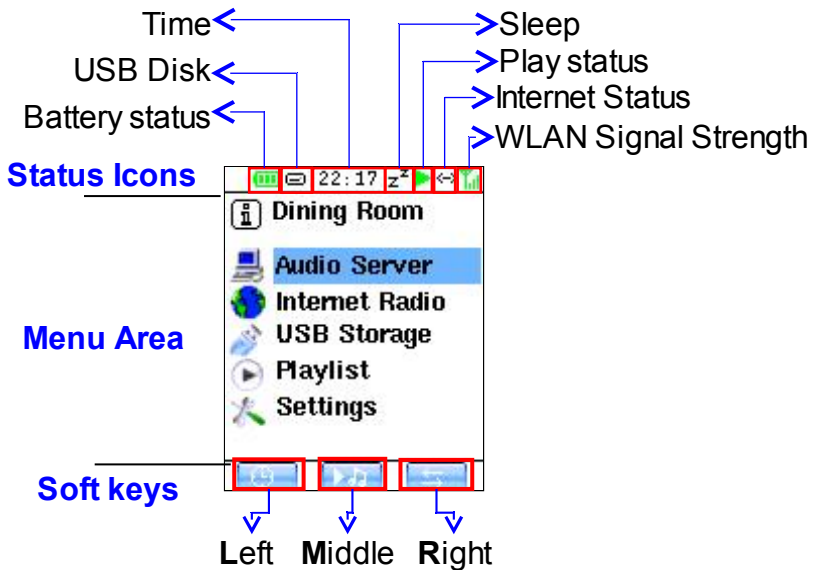 Time
Sleep
USB Disk
Play status
Battery status
Internet Status
WLAN Signal Strength
Status Icons
22:17 zz
Dining Room
Audio Server
Internet Radio
USB Storage
Menu Area
Playlist
Settings
Soft keys
Left Middle Right